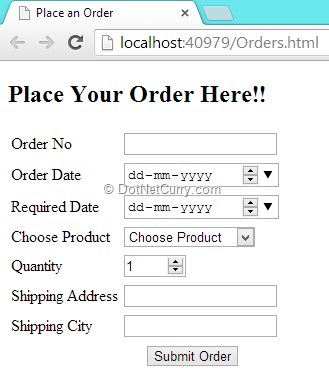 Place an Order
localhost:40979/Orders.html
Place Your Order Here!!
Order No
Order Date dd-mm-yyyy
© DotNetCurry.com
Required Date dd-mm-yyyy
Choose Product Choose Product
Quantity 1
Shipping Address
Shipping City
Submit Order